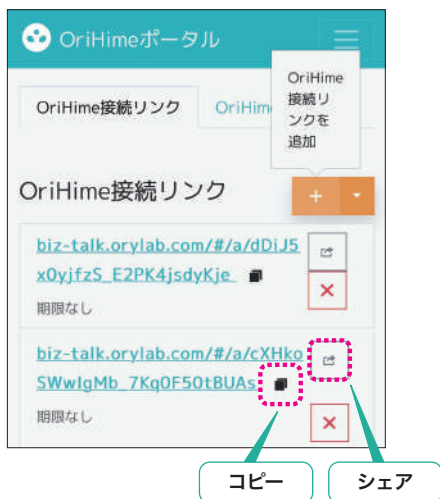 OriHimeポータル
OriHime
接続リ
ンクを
追加
OriHime接続リンク
OriHim
OriHime接続リンク
biz-talk.orylab.com/#/a/dDiJ5
x0yjfzS_E2PK4jsdyKje_
期限なし
biz-talk.orylab.com/#/a/cXHko
SWwIgMb_7Kq0F5OtBUAs
期限なし
コピー
シェア